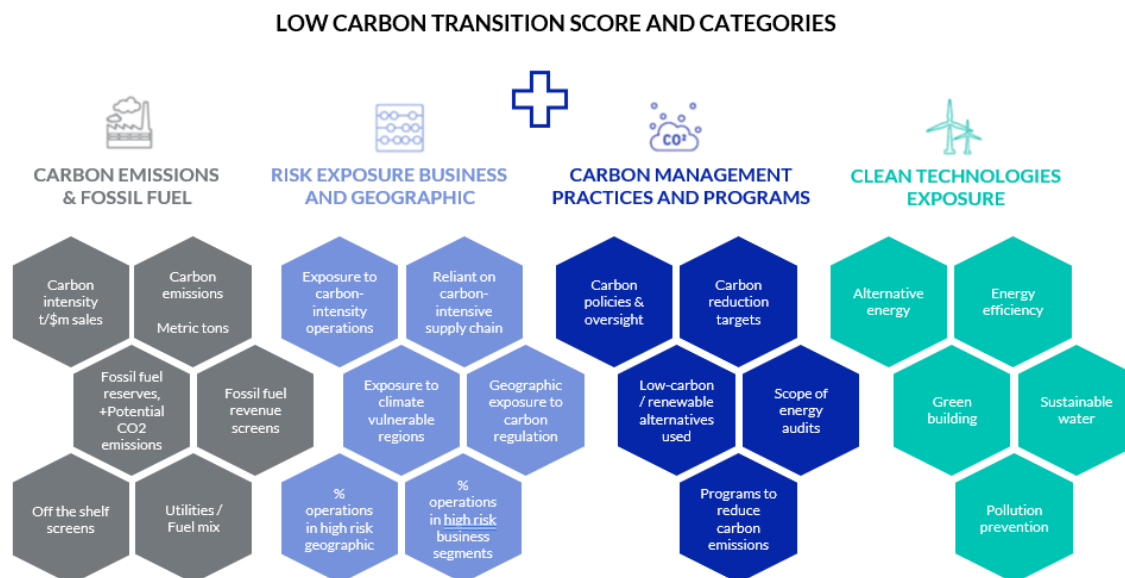 LOW CARBON TRANSITION SCORE AND CATEGORIES
CO²
CARBON EMISSIONS
& FOSSIL FUEL
RISK EXPOSURE BUSINESS
AND GEOGRAPHIC
CARBON MANAGEMENT
PRACTICES AND PROGRAMS
CLEAN TECHNOLOGIES
EXPOSURE
Carbon
intensity
t/$m sales
Carbon
emissions
Metric tons
Fossil fuel
reserves,
+Potential
CO2
emissions
Fossil fuel
revenue
screens
Off the shelf
screens
Utilities /
Fuel mix
Exposure to
carbon-
intensity
operations
Reliant on
carbon-
intensive
supply chain
Exposure to
climate
vulnerable
regions
Geographic
exposure to
carbon
regulation
%
operations
in high risk
geographic
%
operations
in high risk
business
segments
Carbon
policies &
oversight
Carbon
reduction
targets
Low-carbon
/ renewable
alternatives
used
Scope of
energy
audits
Programs to
reduce
carbon
emissions
Alternative
energy
Energy
efficiency
Green
building
Sustainable
water
Pollution
prevention